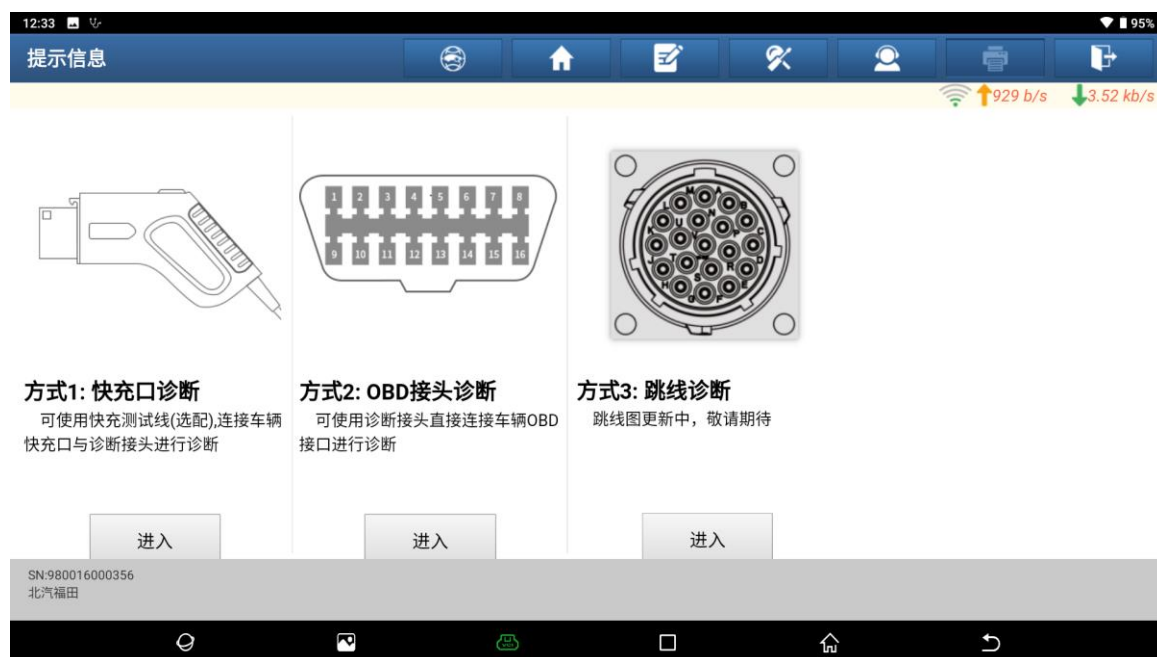 12:33
95%
提示信息
929 b/s
3.52 kb/s
1 2 3 4 5 6 7 8
9 10 11 12 13 14 15 16
M A
L B
N
U P
K C
V
J T R D
S
H E
G F
方式1: 快充口诊断
可使用快充测试线(选配),连接车辆
快充口与诊断接头进行诊断
进入
方式2: OBD接头诊断
可使用诊断接头直接连接车辆OBD
接口进行诊断
进入
方式3: 跳线诊断
跳线图更新中，敬请期待
进入
SN:980016000356
北汽福田
VCI